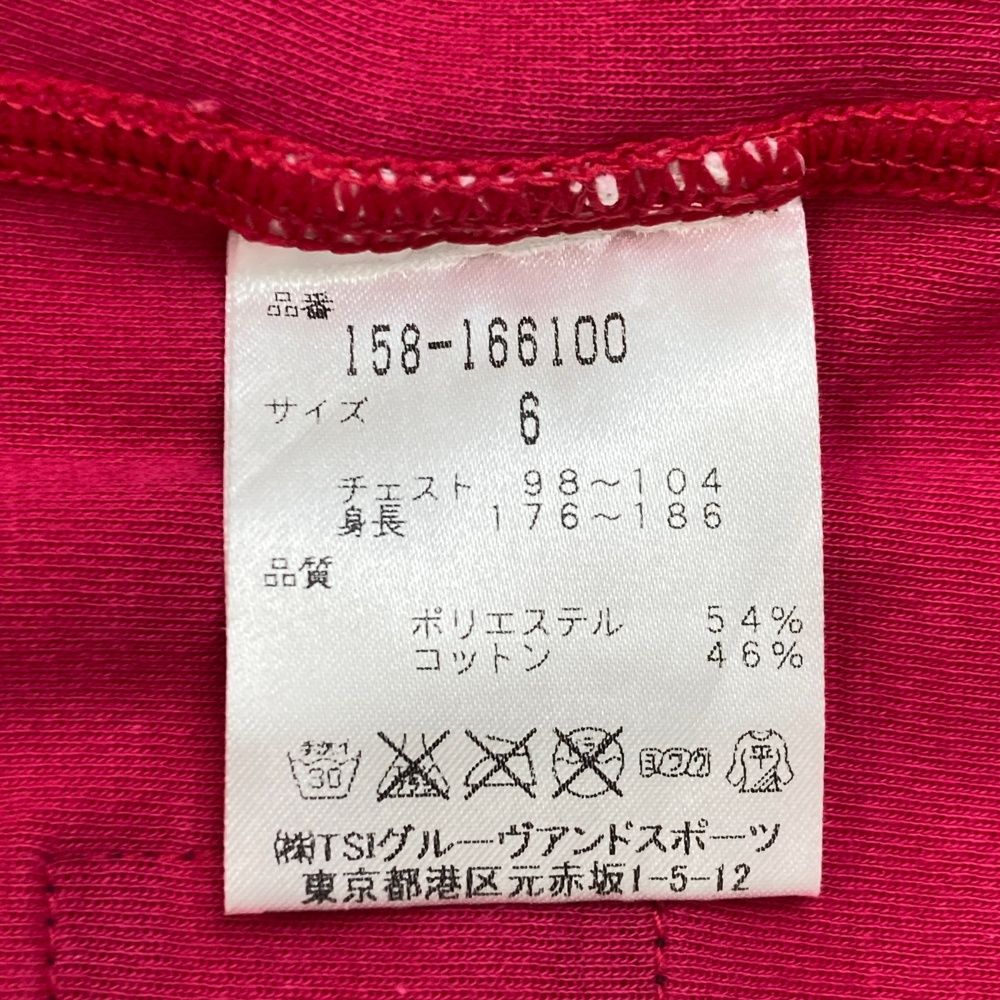 品番
158-166100
サイズ 6
チェスト 98〜104
身長 176〜186
品質
ポリエステル 54%
コットン 46%
テクイ 30 ヨワク 平
㈱TSIグルーヴアンドスポーツ
東京都港区元赤坂1-5-12